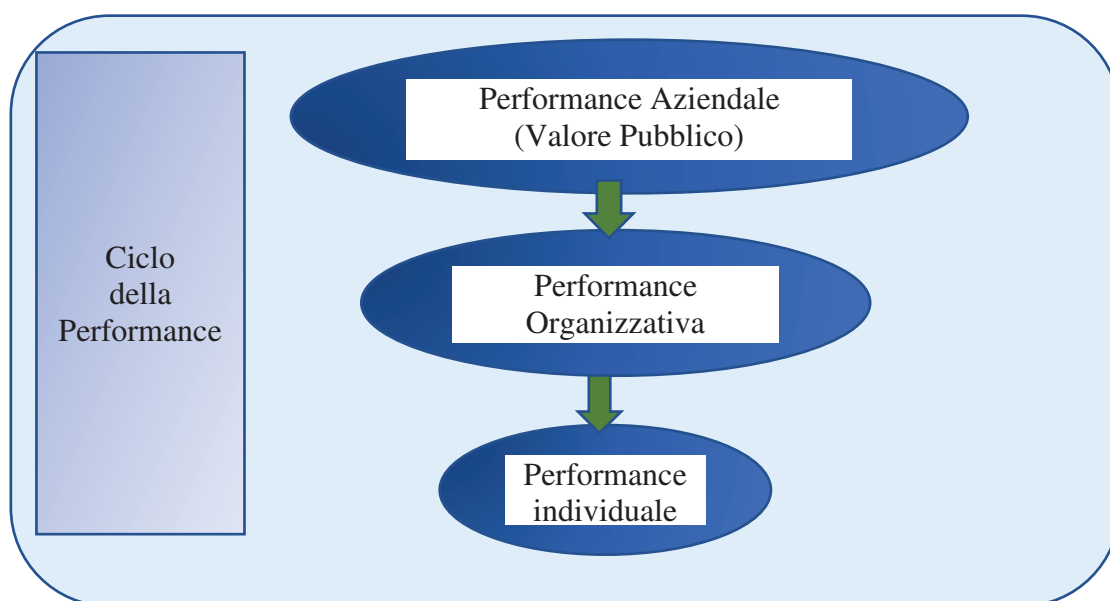 Ciclo
della
Performance
Performance Aziendale
(Valore Pubblico)
Performance
Organizzativa
Performance
individuale